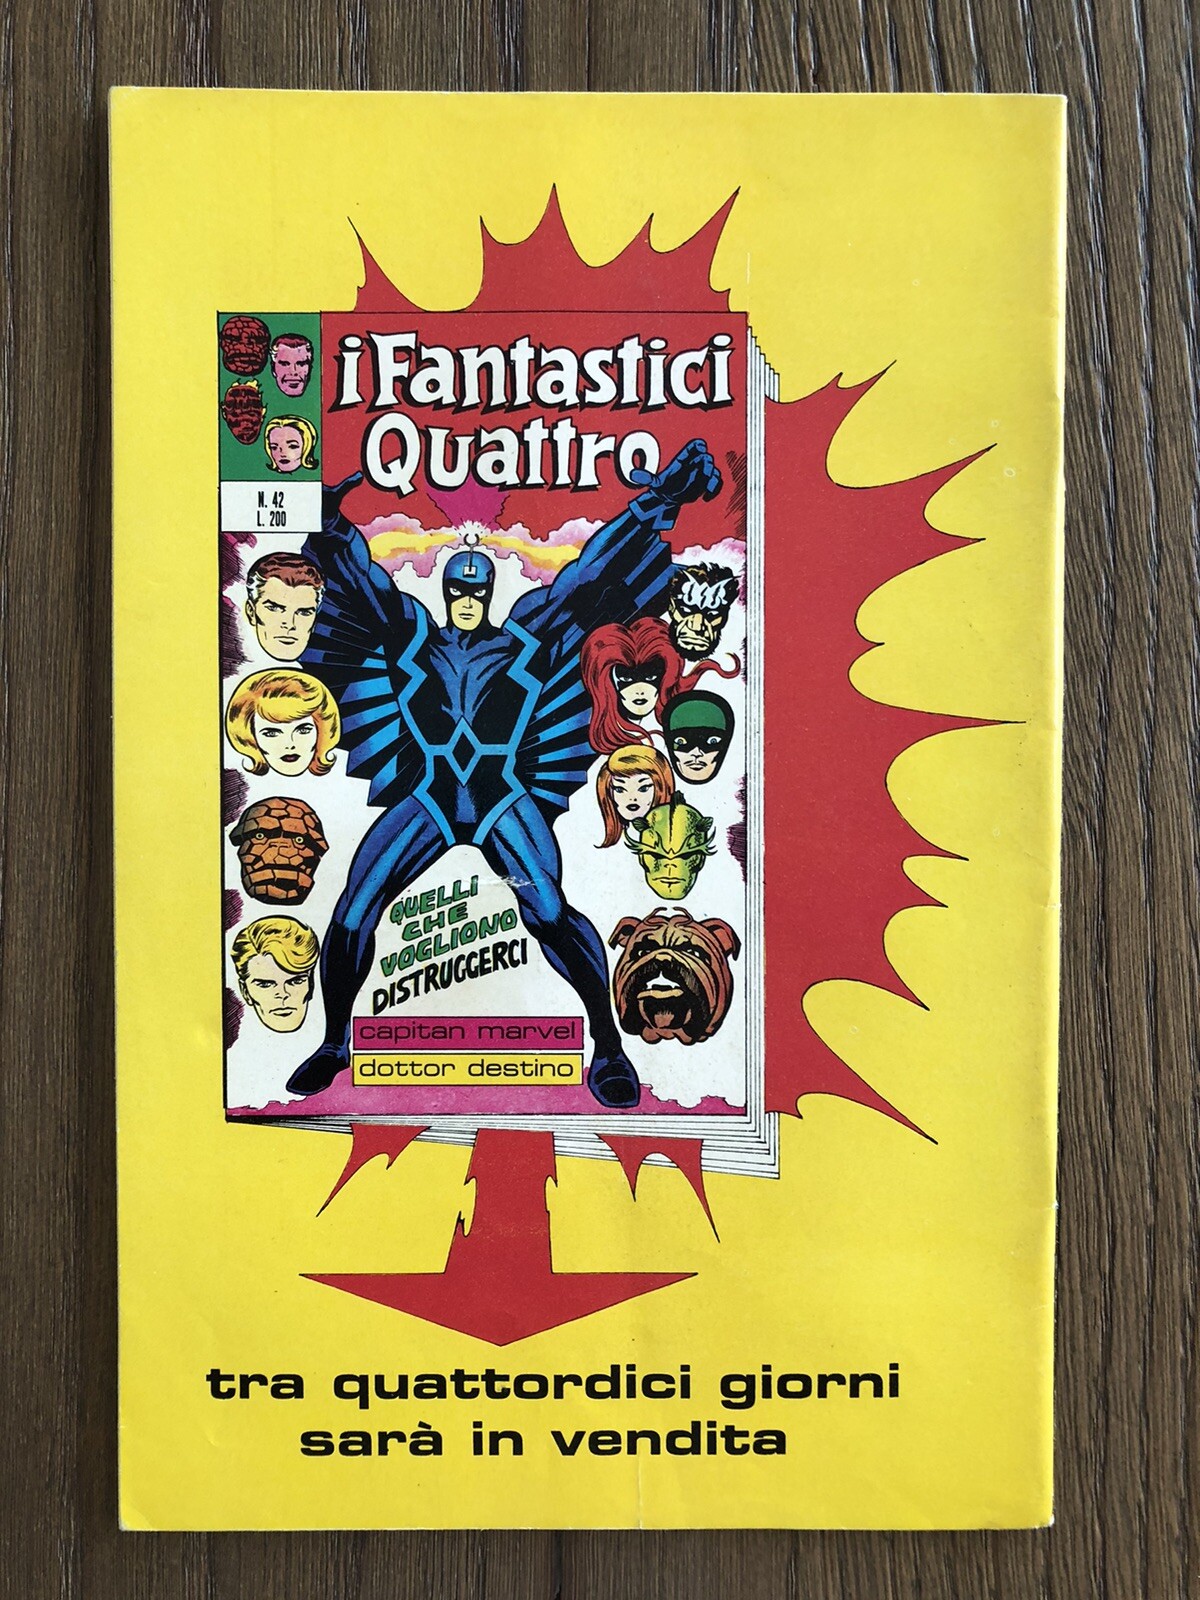 i Fantastici
Quattro
N. 42
L. 200
QUELLI
CHE
VOGLIONO
DISTRUGGERCI
capitan marvel
dottor destino
tra quattordici giorni
sarà in vendita